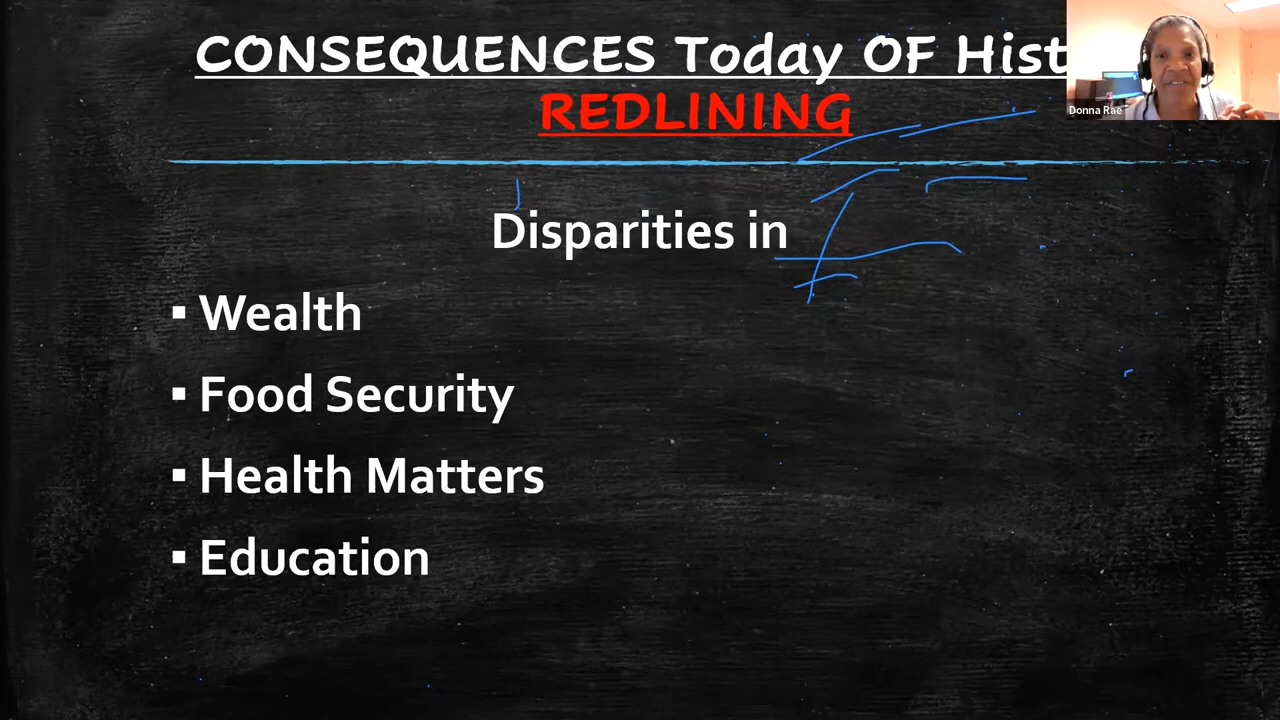 CONSEQUENCES Today OF Hist
REDLINING
Donna Rae
Disparities in
▪ Wealth
▪ Food Security
▪ Health Matters
▪ Education